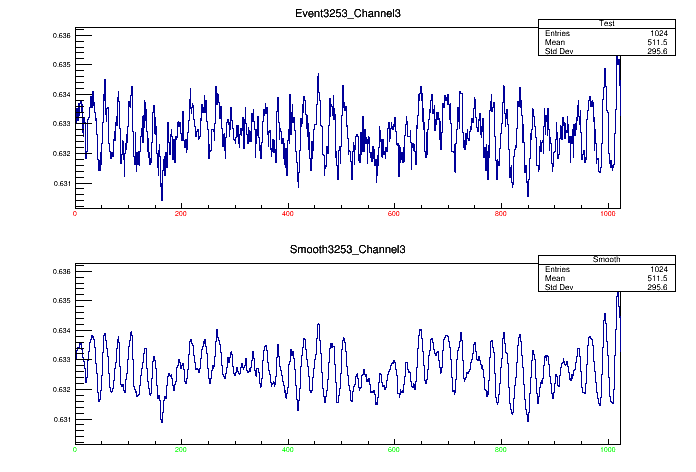 Event3253_Channel3
Test
Entries 1024
Mean 511.5
Std Dev 295.6
0.636
0.635
0.634
0.633
0.632
0.631
0 200 400 600 800 1000
Smooth3253_Channel3
Smooth
Entries 1024
Mean 511.5
Std Dev 295.6
0.636
0.635
0.634
0.633
0.632
0.631
0 200 400 600 800 1000